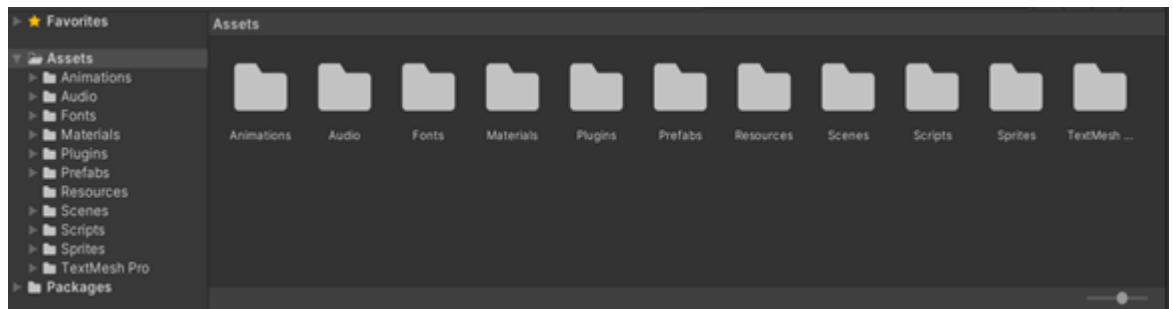 Favorites
Assets
Animations
Audio
Fonts
Materials
Plugins
Prefabs
Resources
Scenes
Scripts
Sprites
TextMesh Pro
Packages
Assets
Animations Audio Fonts Materials Plugins Prefabs Resources Scenes Scripts Sprites TextMesh ...